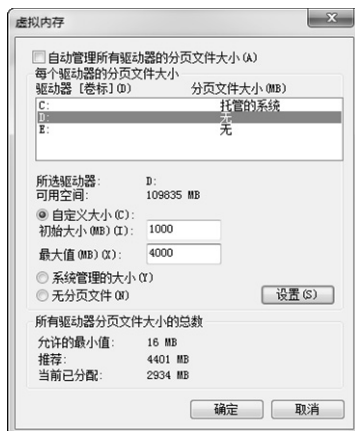 虚拟内存
自动管理所有驱动器的分页文件大小(A)
每个驱动器的分页文件大小
驱动器 [卷标](D) 分页文件大小(MB)
C: 托管的系统
D: 无
E: 无
所选驱动器: D:
可用空间: 109835 MB
自定义大小(C):
初始大小(MB)(I): 1000
最大值(MB)(X): 4000
系统管理的大小(Y)
无分页文件(N) 设置(S)
所有驱动器分页文件大小的总数
允许的最小值: 16 MB
推荐: 4401 MB
当前已分配: 2934 MB
确定 取消